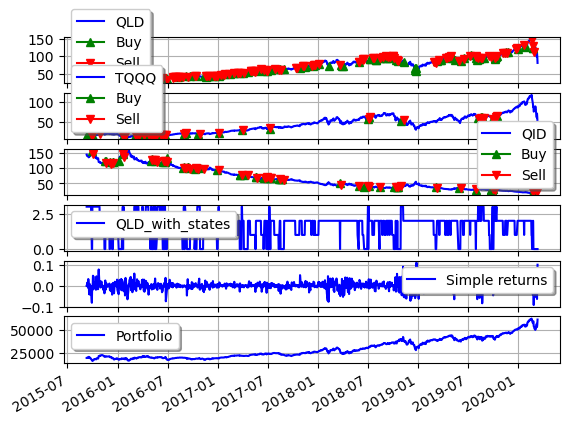 QLD
Buy
Sell
150
100
50
TQQQ
Buy
Sell
100
50
QID
Buy
Sell
150
100
50
QLD_with_states
2.5
0.0
Simple returns
0.1
0.0
−0.1
Portfolio
50000
25000
2015-07
2016-01
2016-07
2017-01
2017-07
2018-01
2018-07
2019-01
2019-07
2020-01